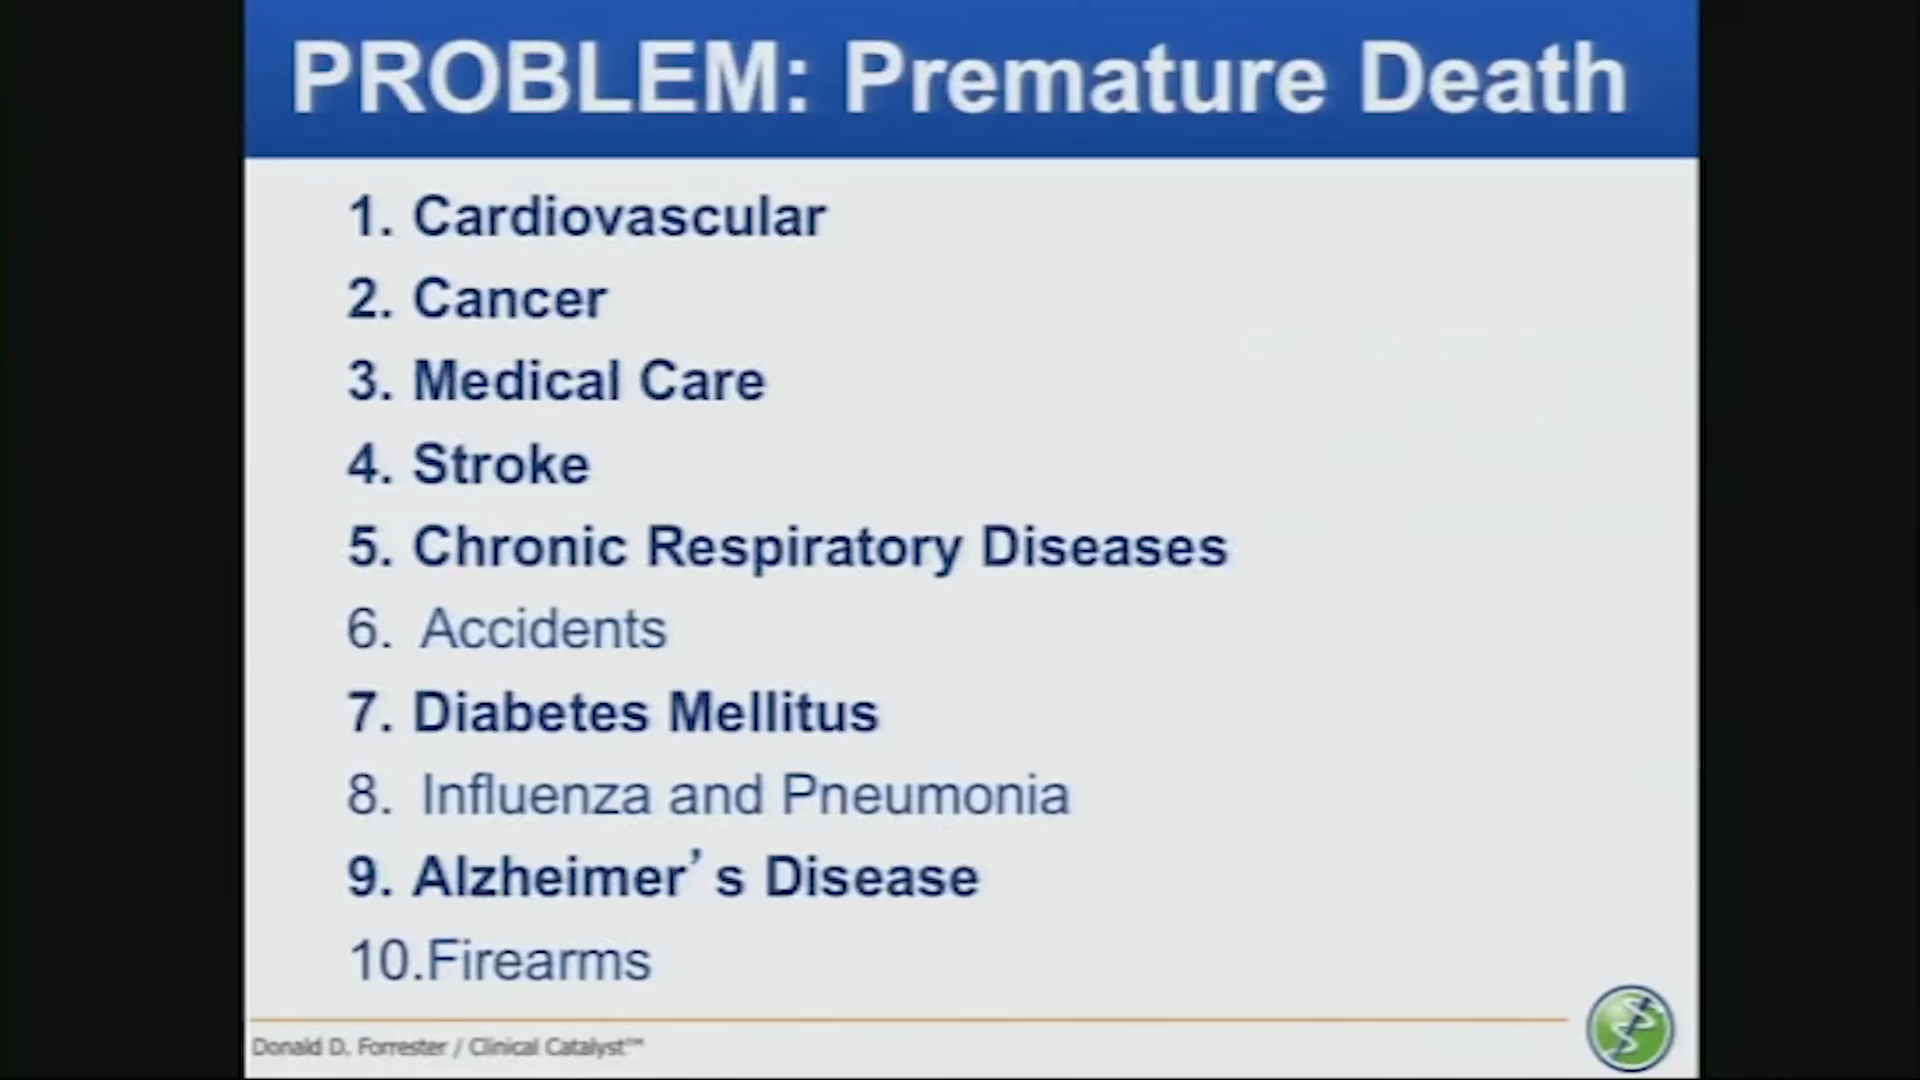 PROBLEM: Premature Death
1. Cardiovascular
2. Cancer
3. Medical Care
4. Stroke
5. Chronic Respiratory Diseases
6. Accidents
7. Diabetes Mellitus
8. Influenza and Pneumonia
9. Alzheimer’s Disease
10.Firearms
Donald D. Forrester / Clinical Catalyst™